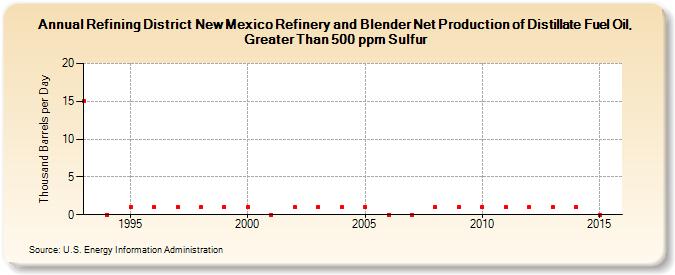 Annual Refining District New Mexico Refinery and Blender Net Production of Distillate Fuel Oil,
Greater Than 500 ppm Sulfur
Thousand Barrels per Day
20
15
10
5
0
1995 2000 2005 2010 2015
Source: U.S. Energy Information Administration